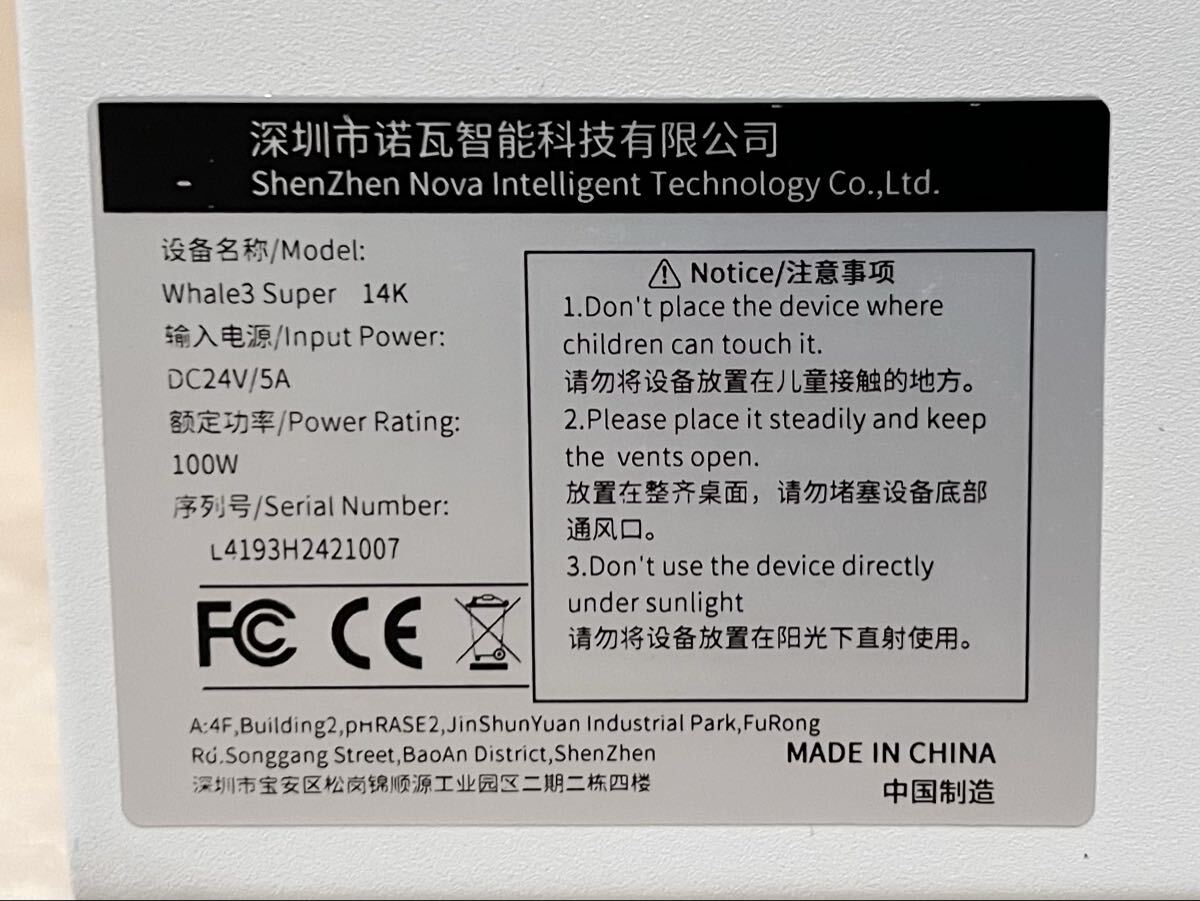 深圳市诺瓦智能科技有限公司
ShenZhen Nova Intelligent Technology Co.,Ltd.
设备名称/Model:
Whale3 Super 14K
输入电源/Input Power:
DC24V/5A
额定功率/Power Rating:
100W
序列号/Serial Number:
L4193H2421007
FC CE
⚠ Notice/注意事项
1.Don't place the device where
children can touch it.
请勿将设备放置在儿童接触的地方。
2.Please place it steadily and keep
the vents open.
放置在整齐桌面，请勿堵塞设备底部
通风口。
3.Don't use the device directly
under sunlight
请勿将设备放置在阳光下直射使用。
A:4F,Building2,pHRASE2,JinShunYuan Industrial Park,FuRong
Rd.Songgang Street,BaoAn District,ShenZhen
深圳市宝安区松岗锦顺源工业园区二期二栋四楼
MADE IN CHINA
中国制造